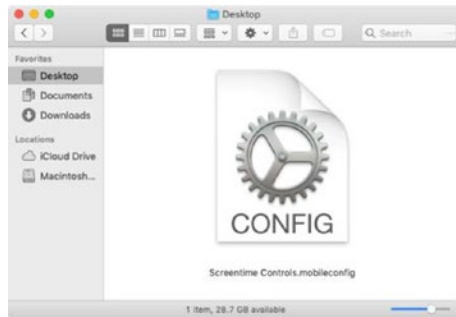 Desktop
Search
Favorites
Desktop
Documents
Downloads
Locations
iCloud Drive
Macintosh...
CONFIG
Screentime Controls.mobileconfig
1 item, 28.7 GB available